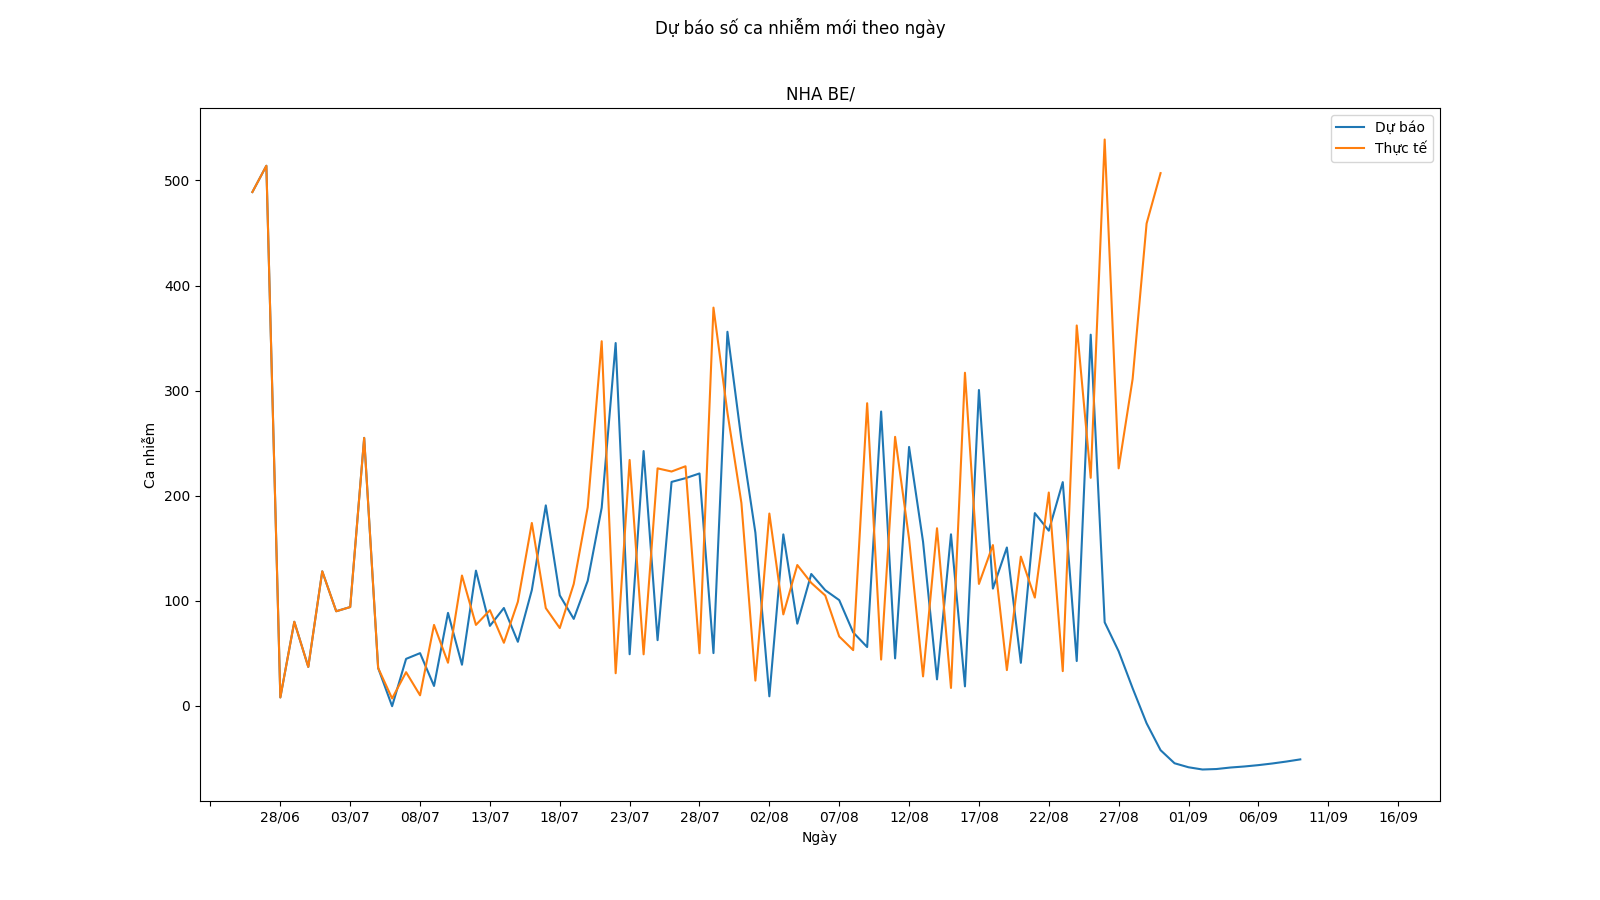 Dự báo số ca nhiễm mới theo ngày
NHA BE/
Dự báo
Thực tế
500
400
300
200
100
0
Ca nhiễm
28/06 03/07 08/07 13/07 18/07 23/07 28/07 02/08 07/08 12/08 17/08 22/08 27/08 01/09 06/09 11/09 16/09
Ngày